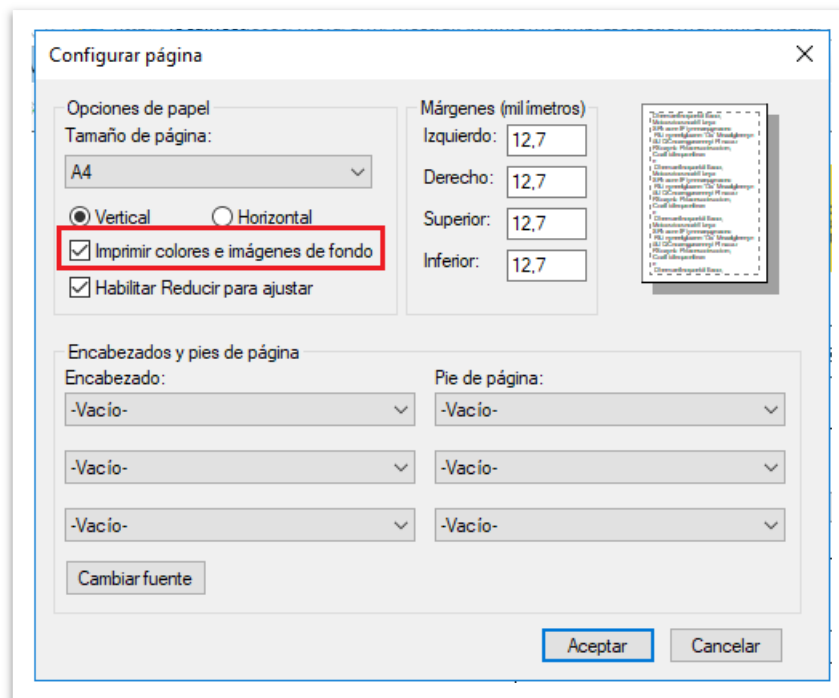 Configurar página
Opciones de papel
Tamaño de página:
A4
Vertical
Horizontal
Imprimir colores e imágenes de fondo
Habilitar Reducir para ajustar
Márgenes (milímetros)
Izquierdo: 12,7
Derecho: 12,7
Superior: 12,7
Inferior: 12,7
Encabezados y pies de página
Encabezado:
Pie de página:
-Vacío-
-Vacío-
-Vacío-
-Vacío-
-Vacío-
-Vacío-
Cambiar fuente
Aceptar
Cancelar